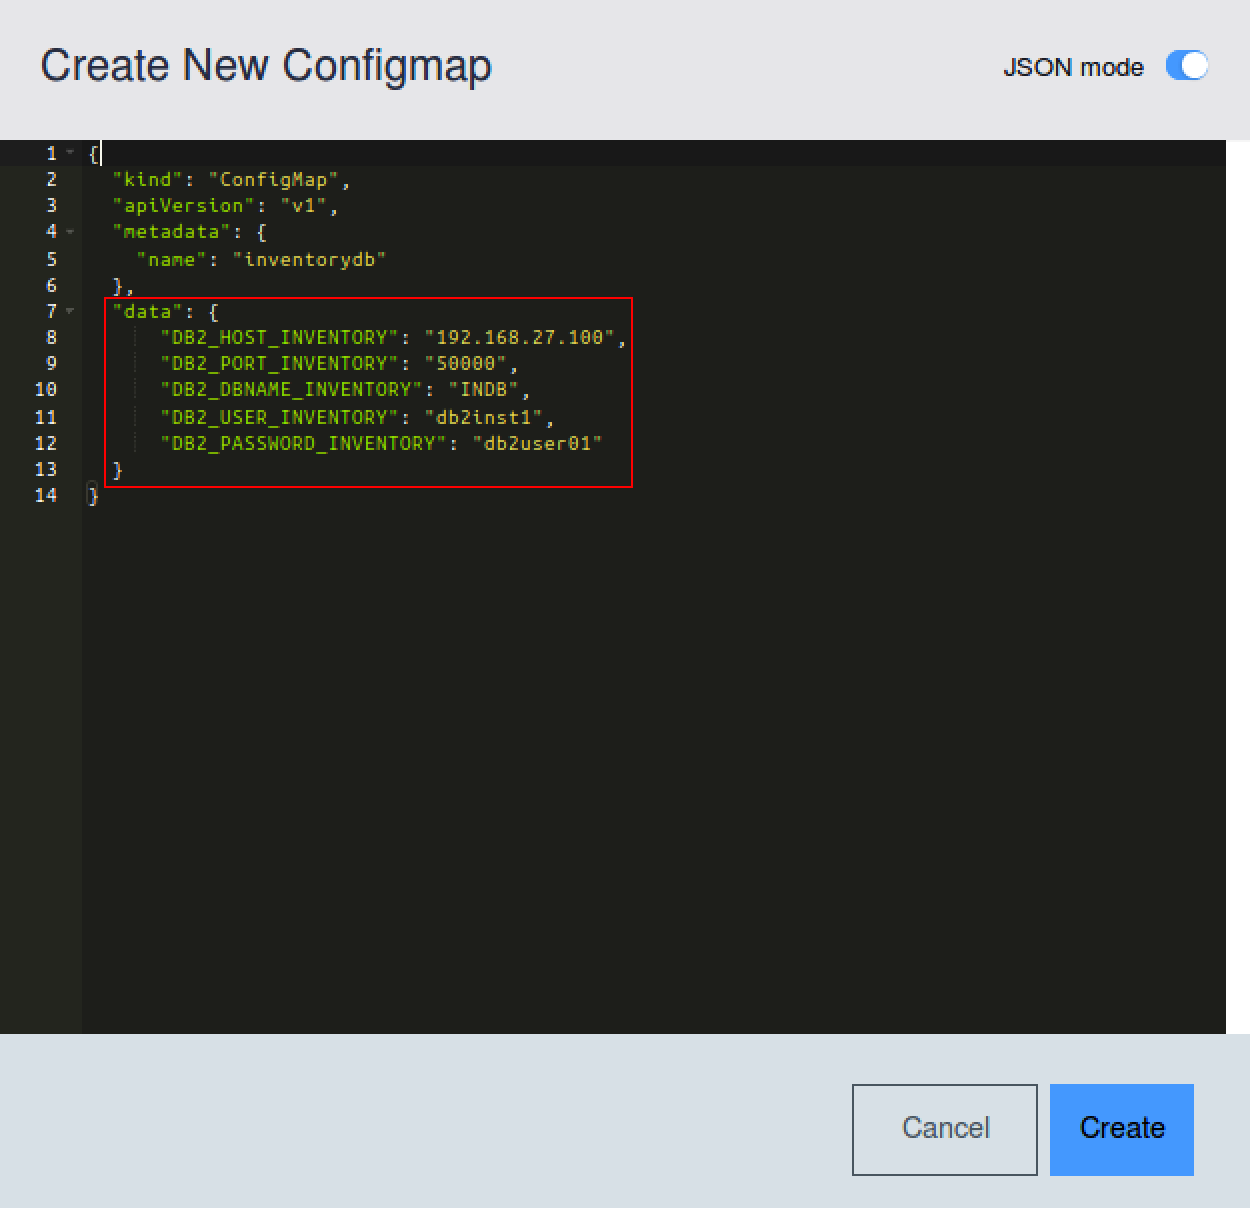 Create New Configmap
JSON mode
1 {
2 "kind": "ConfigMap",
3 "apiVersion": "v1",
4 "metadata": {
5 "name": "inventorydb"
6 },
7 "data": {
8 "DB2_HOST_INVENTORY": "192.168.27.100",
9 "DB2_PORT_INVENTORY": "50000",
10 "DB2_DBNAME_INVENTORY": "INDB",
11 "DB2_USER_INVENTORY": "db2inst1",
12 "DB2_PASSWORD_INVENTORY": "db2user01"
13 }
14 }
Cancel
Create